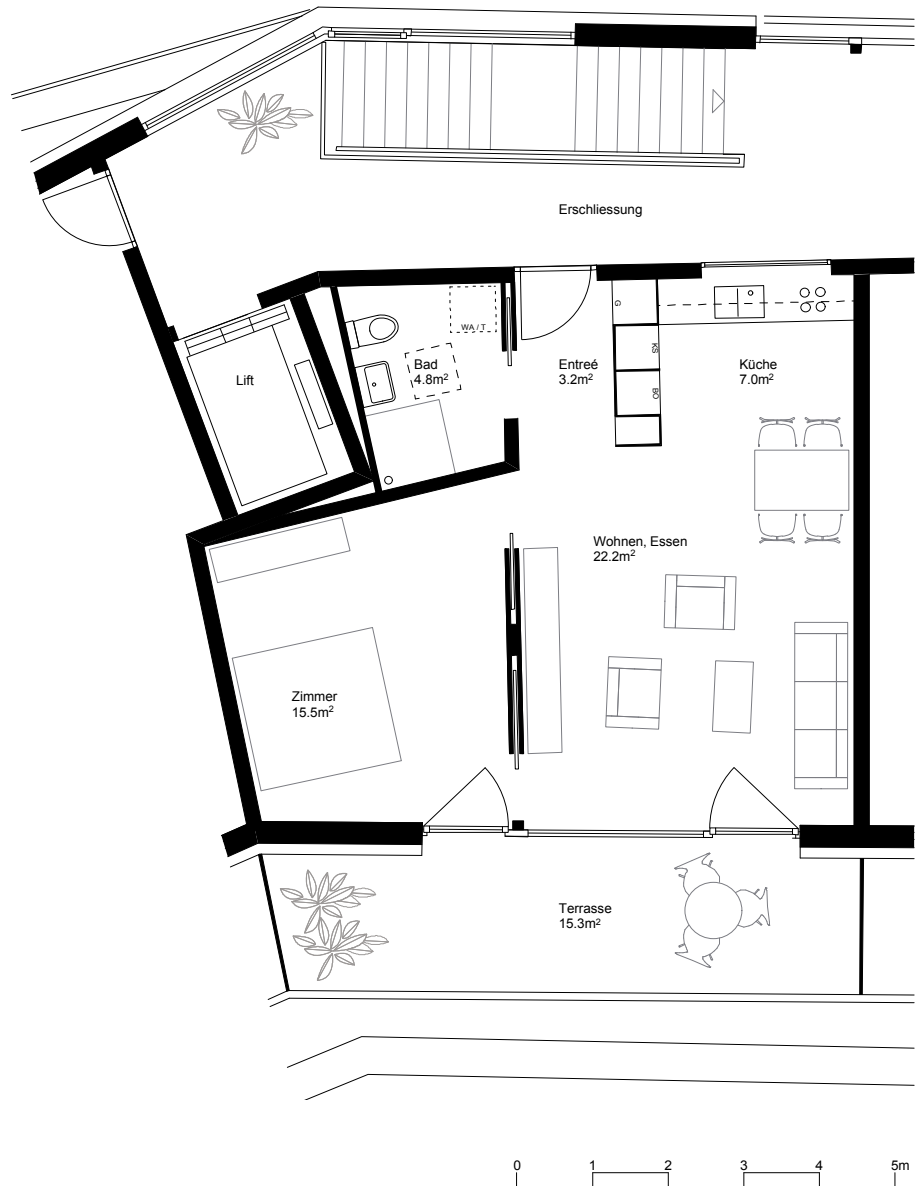 Erschliessung
G
WA / T
Lift
Bad
4.8m²
Entreé
3.2m²
KS
BO
Küche
7.0m²
Wohnen, Essen
22.2m²
Zimmer
15.5m²
Terrasse
15.3m²
0 1 2 3 4 5m